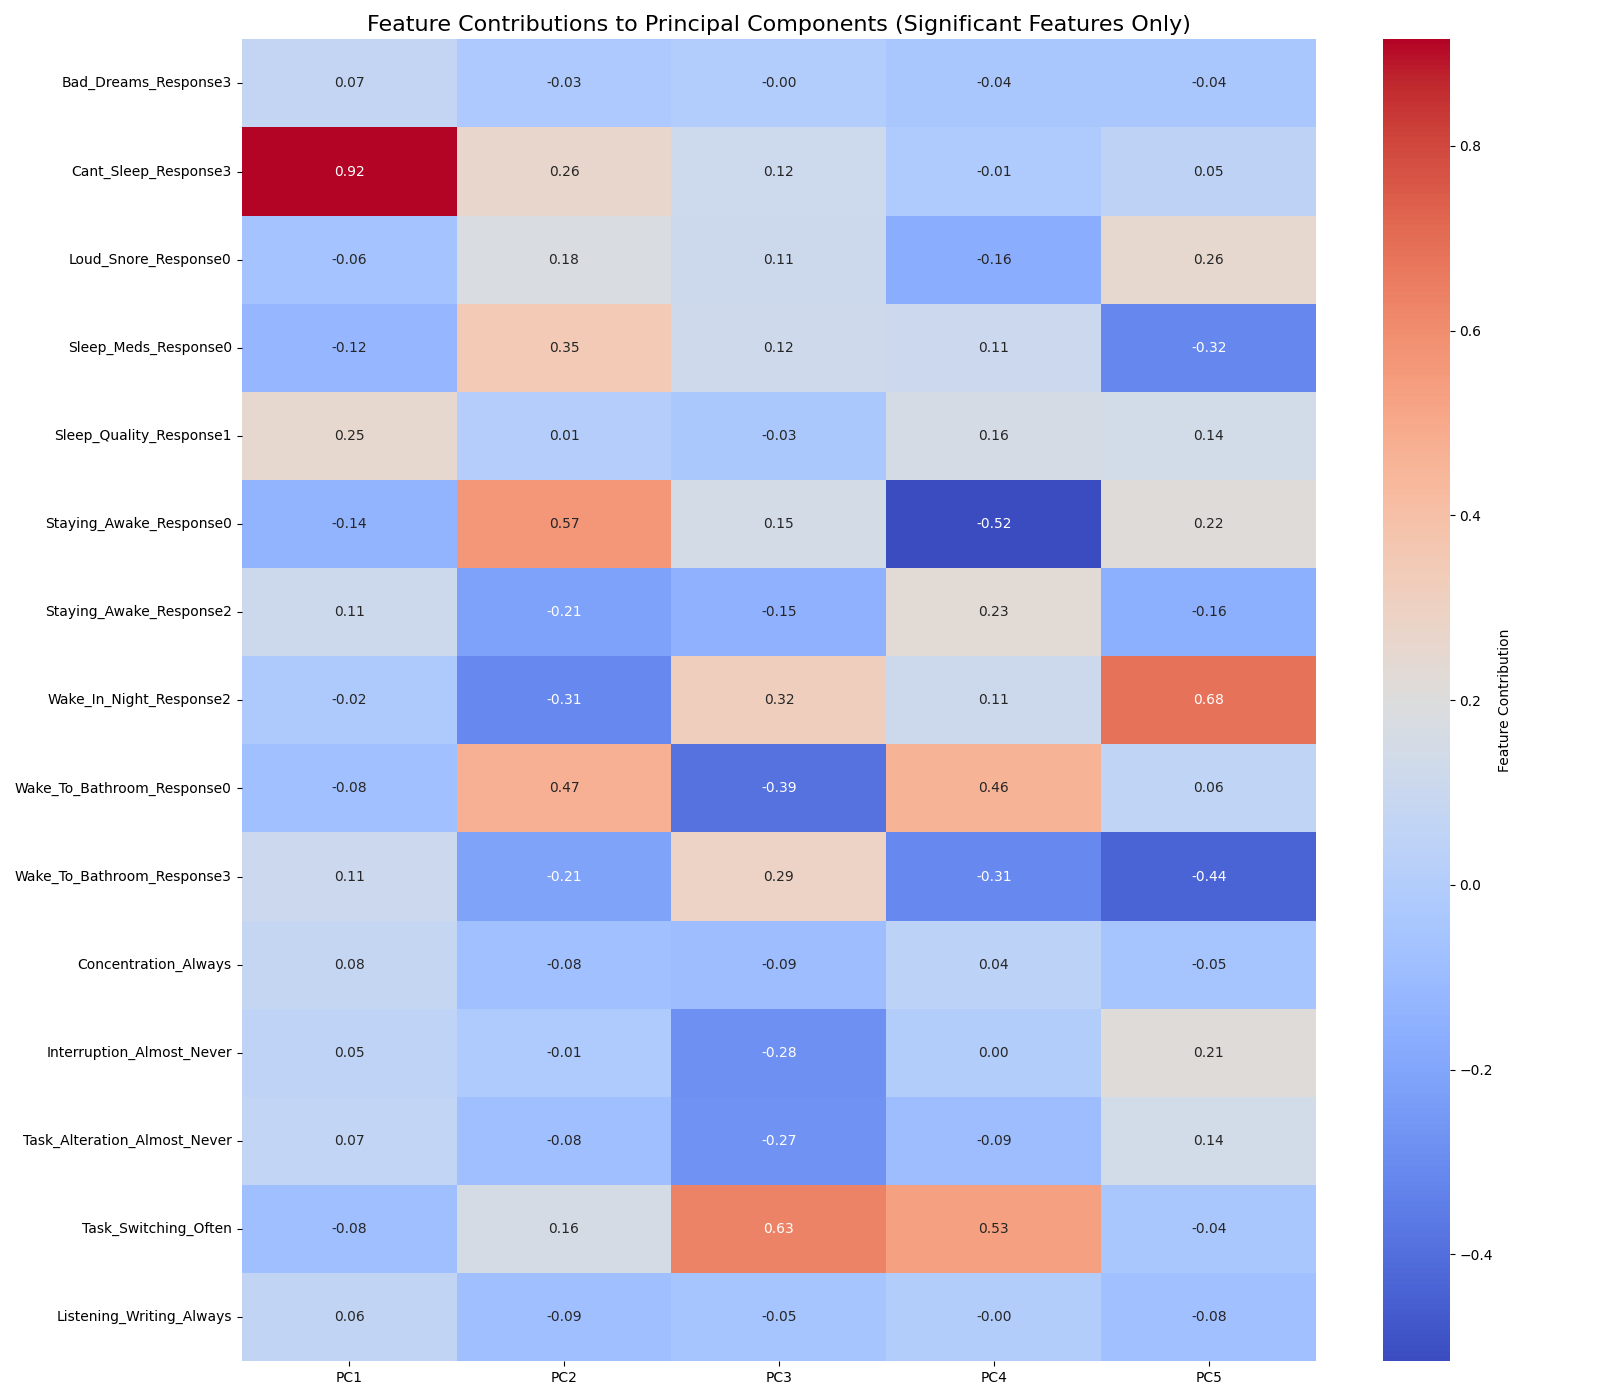 Feature Contributions to Principal Components (Significant Features Only)
Bad_Dreams_Response3 0.07 -0.03 -0.00 -0.04 -0.04
Cant_Sleep_Response3 0.92 0.26 0.12 -0.01 0.05
Loud_Snore_Response0 -0.06 0.18 0.11 -0.16 0.26
Sleep_Meds_Response0 -0.12 0.35 0.12 0.11 -0.32
Sleep_Quality_Response1 0.25 0.01 -0.03 0.16 0.14
Staying_Awake_Response0 -0.14 0.57 0.15 -0.52 0.22
Staying_Awake_Response2 0.11 -0.21 -0.15 0.23 -0.16
Wake_In_Night_Response2 -0.02 -0.31 0.32 0.11 0.68
Wake_To_Bathroom_Response0 -0.08 0.47 -0.39 0.46 0.06
Wake_To_Bathroom_Response3 0.11 -0.21 0.29 -0.31 -0.44
Concentration_Always 0.08 -0.08 -0.09 0.04 -0.05
Interruption_Almost_Never 0.05 -0.01 -0.28 0.00 0.21
Task_Alteration_Almost_Never 0.07 -0.08 -0.27 -0.09 0.14
Task_Switching_Often -0.08 0.16 0.63 0.53 -0.04
Listening_Writing_Always 0.06 -0.09 -0.05 -0.00 -0.08
PC1 PC2 PC3 PC4 PC5
0.8
0.6
0.4
0.2
0.0
−0.2
−0.4
Feature Contribution